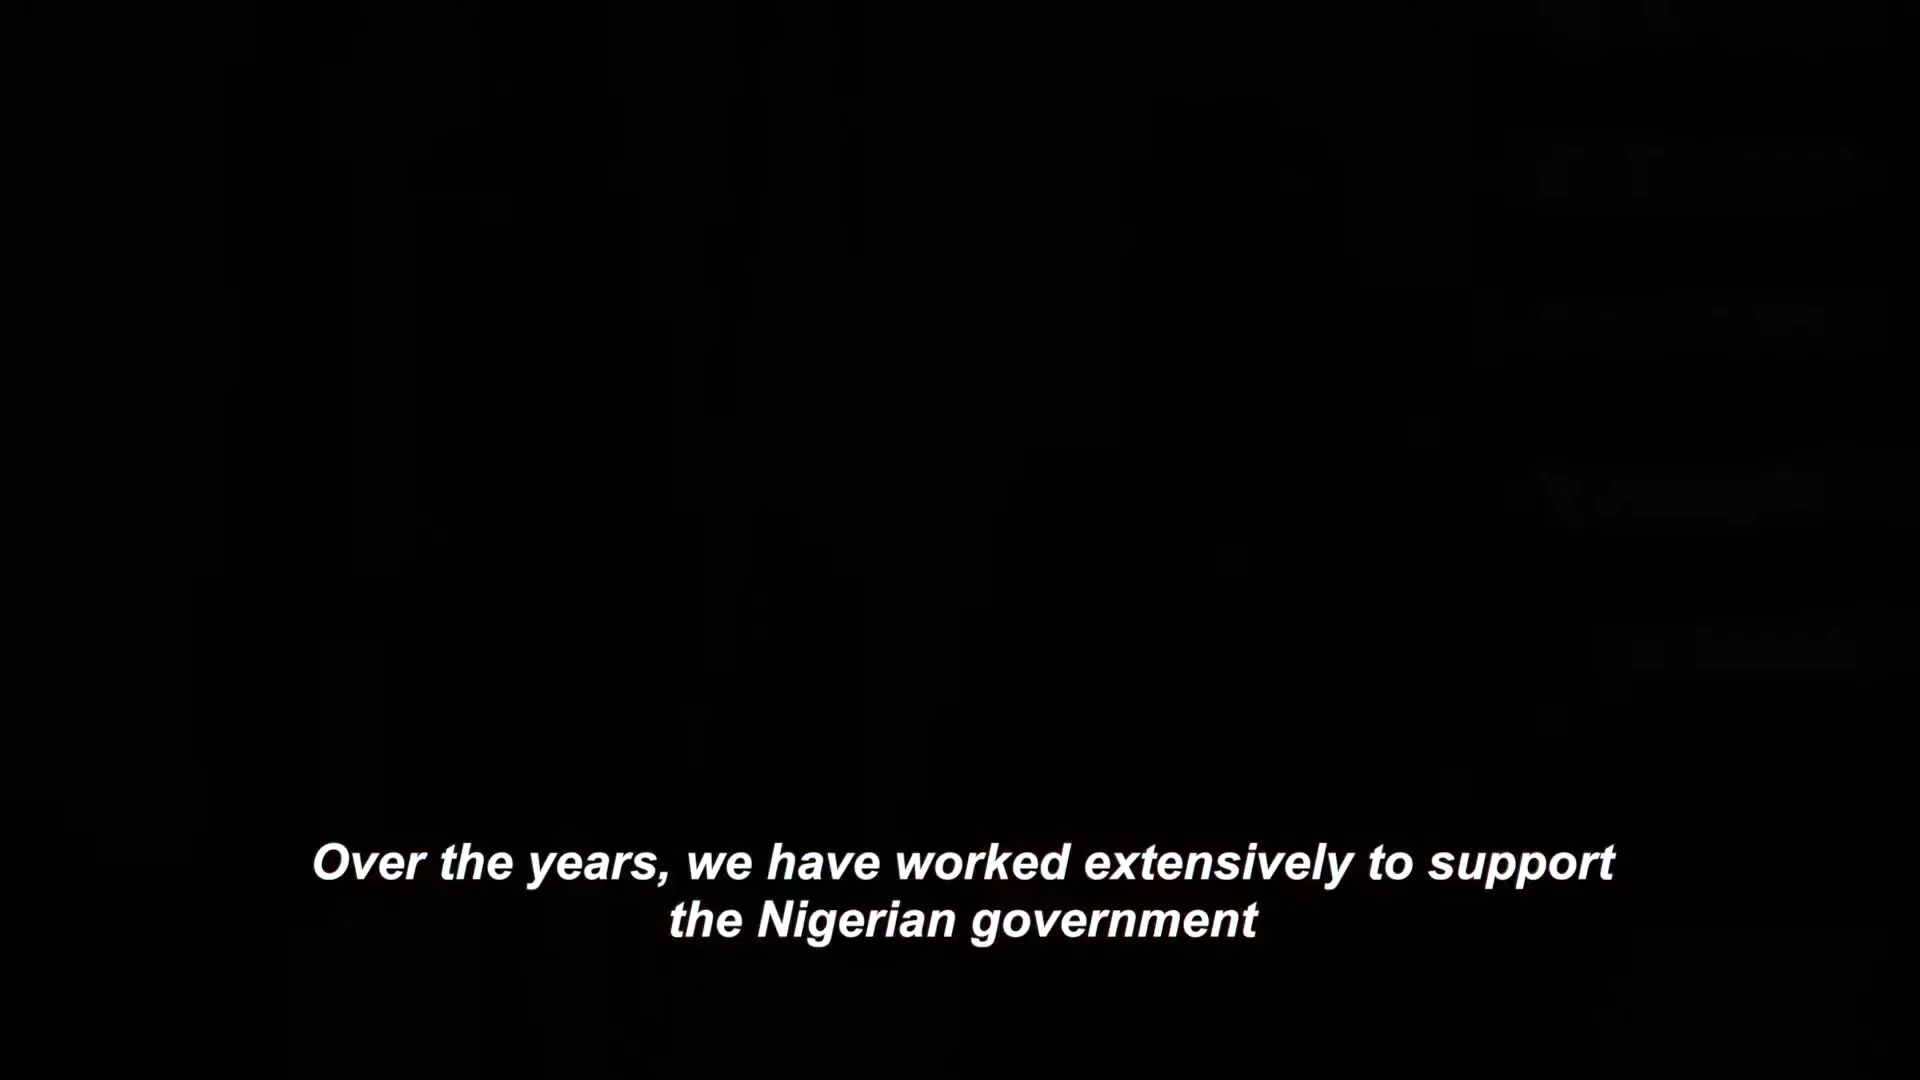 Over the years, we have worked extensively to support
the Nigerian government